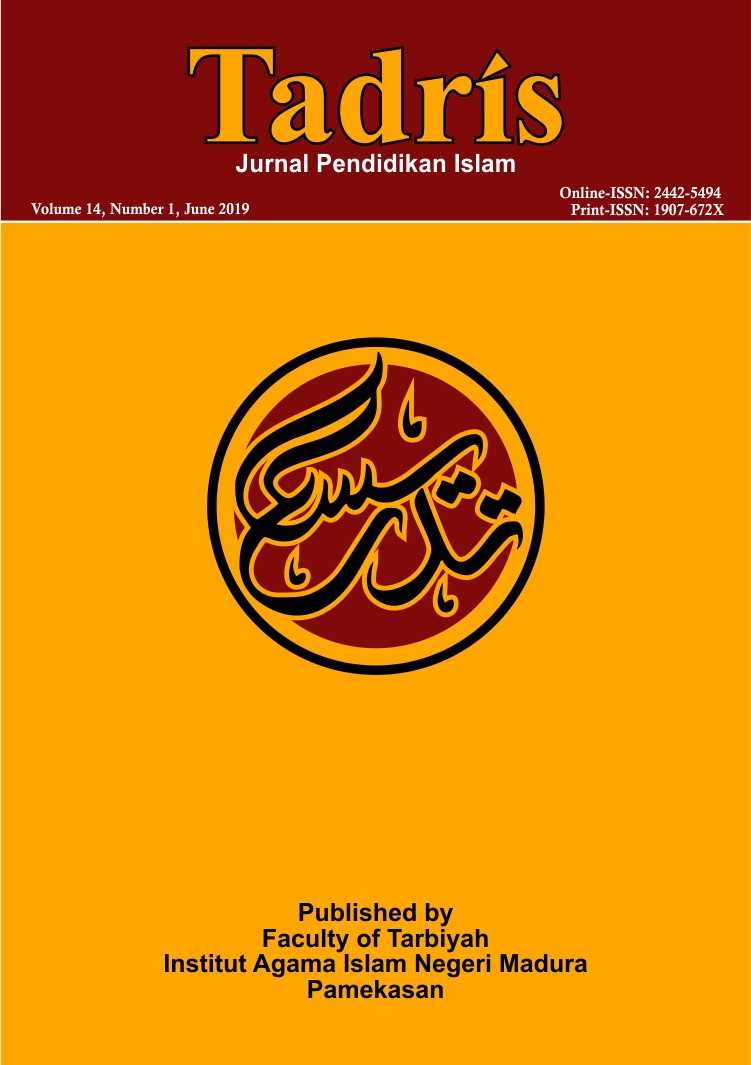 Tadrís
Jurnal Pendidikan Islam
Volume 14, Number 1, June 2019
Online-ISSN: 2442-5494
Print-ISSN: 1907-672X
تدريس
Published by
Faculty of Tarbiyah
Institut Agama Islam Negeri Madura
Pamekasan